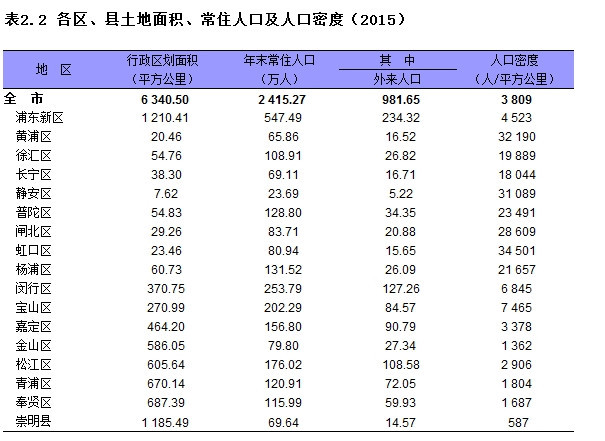 表2.2 各区、县土地面积、常住人口及人口密度（2015）
地 区 行政区划面积 （平方公里） 年末常住人口 （万人） 其 中 外来人口 人口密度 （人/平方公里）
全 市 6 340.50 2 415.27 981.65 3 809
浦东新区 1 210.41 547.49 234.32 4 523
黄浦区 20.46 65.86 16.52 32 190
徐汇区 54.76 108.91 26.82 19 889
长宁区 38.30 69.11 16.71 18 044
静安区 7.62 23.69 5.22 31 089
普陀区 54.83 128.80 34.35 23 491
闸北区 29.26 83.71 20.88 28 609
虹口区 23.46 80.94 15.65 34 501
杨浦区 60.73 131.52 26.09 21 657
闵行区 370.75 253.79 127.26 6 845
宝山区 270.99 202.29 84.57 7 465
嘉定区 464.20 156.80 90.79 3 378
金山区 586.05 79.80 27.34 1 362
松江区 605.64 176.02 108.58 2 906
青浦区 670.14 120.91 72.05 1 804
奉贤区 687.39 115.99 59.93 1 687
崇明县 1 185.49 69.64 14.57 587